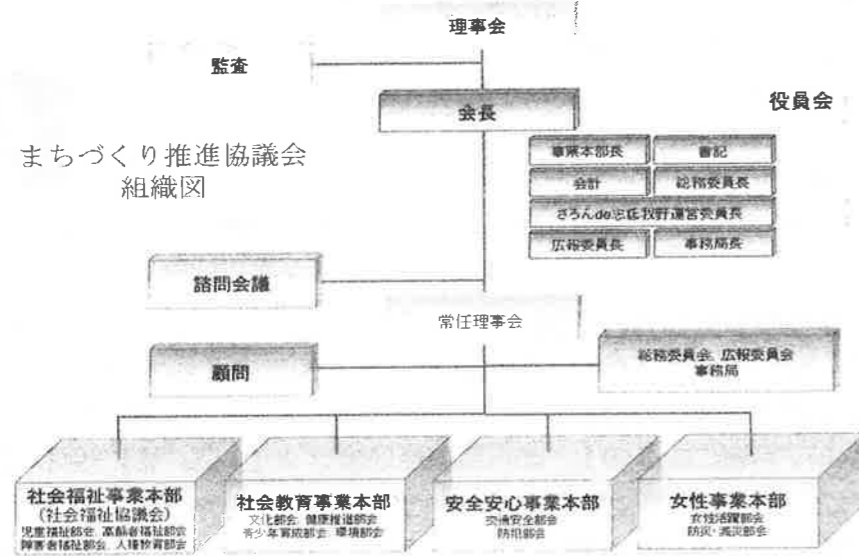 理事会
監査
会長
役員会
まちづくり推進協議会
組織図
事業本部長
書記
会計
総務委員長
さろんde忍氏牧野運営委員長
広報委員長
事務局長
諮問会議
常任理事会
顧問
総務委員会、広報委員会
事務局
社会福祉事業本部
(社会福祉協議会)
児童福祉部会、高齢者福祉部会
障害者福祉部会、人権教育部会
社会教育事業本部
文化部会、健康推進部会
青少年育成部会、環境部会
安全安心事業本部
交通安全部会
防犯部会
女性事業本部
女性活躍部会
防災・減災部会